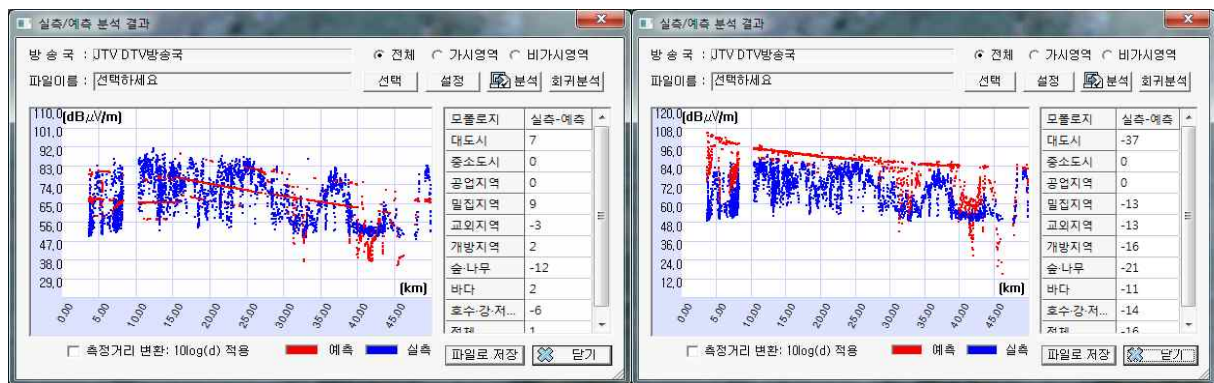 실측/예측 분석 결과
방 송 국 : JTV DTV방송국
전체 가시영역 비가시영역
파일이름 : [선택하세요
선택 설정 분석 회귀분석
110,0 [dBµV/m]
101,0
92,0
83,0
74,0
65,0
56,0
47,0
38,0
29,0
[km]
0,00 5,00 10,00 15,00 20,00 25,00 30,00 35,00 40,00 45,00
모폴로지 실측-예측
대도시 7
중소도시 0
공업지역 0
밀집지역 9
교외지역 -3
개방지역 2
숲·나무 -12
바다 2
호수·강·저... -6
전체 1
측정거리 변환: 10log(d) 적용
예측 실측
파일로 저장 닫기
실측/예측 분석 결과
방 송 국 : JTV DTV방송국
전체 가시영역 비가시영역
파일이름 : [선택하세요
선택 설정 분석 회귀분석
120,0 [dBµV/m]
108,0
96,0
84,0
72,0
60,0
48,0
36,0
24,0
12,0
[km]
0,00 5,00 10,00 15,00 20,00 25,00 30,00 35,00 40,00 45,00
모폴로지 실측-예측
대도시 -37
중소도시 0
공업지역 0
밀집지역 -13
교외지역 -13
개방지역 -16
숲·나무 -21
바다 -11
호수·강·저... -14
전체 -16
측정거리 변환: 10log(d) 적용
예측 실측
파일로 저장 닫기